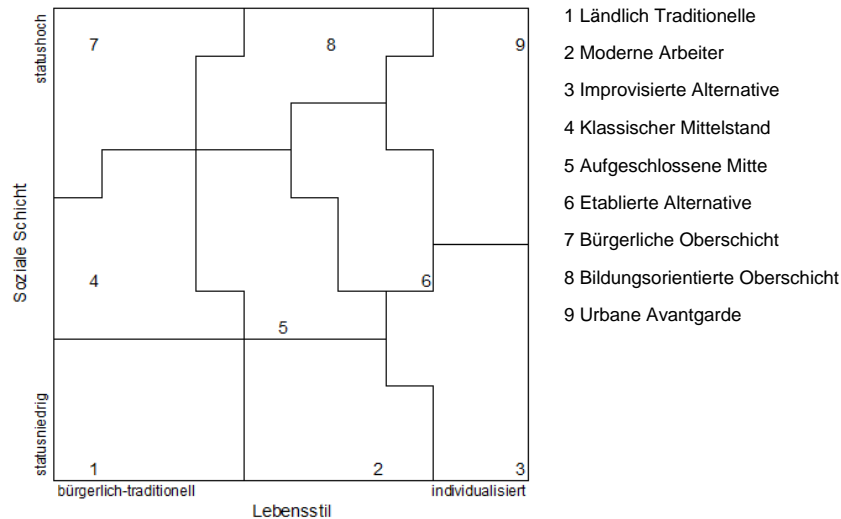 statushoch
Soziale Schicht
statusniedrig
7
8
9
4
6
5
1
2
3
bürgerlich-traditionell
individualisiert
Lebensstil
1 Ländlich Traditionelle
2 Moderne Arbeiter
3 Improvisierte Alternative
4 Klassischer Mittelstand
5 Aufgeschlossene Mitte
6 Etablierte Alternative
7 Bürgerliche Oberschicht
8 Bildungsorientierte Oberschicht
9 Urbane Avantgarde